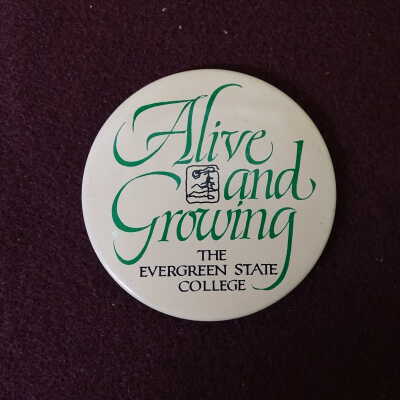 Alive
and
Growing
THE
EVERGREEN STATE
COLLEGE